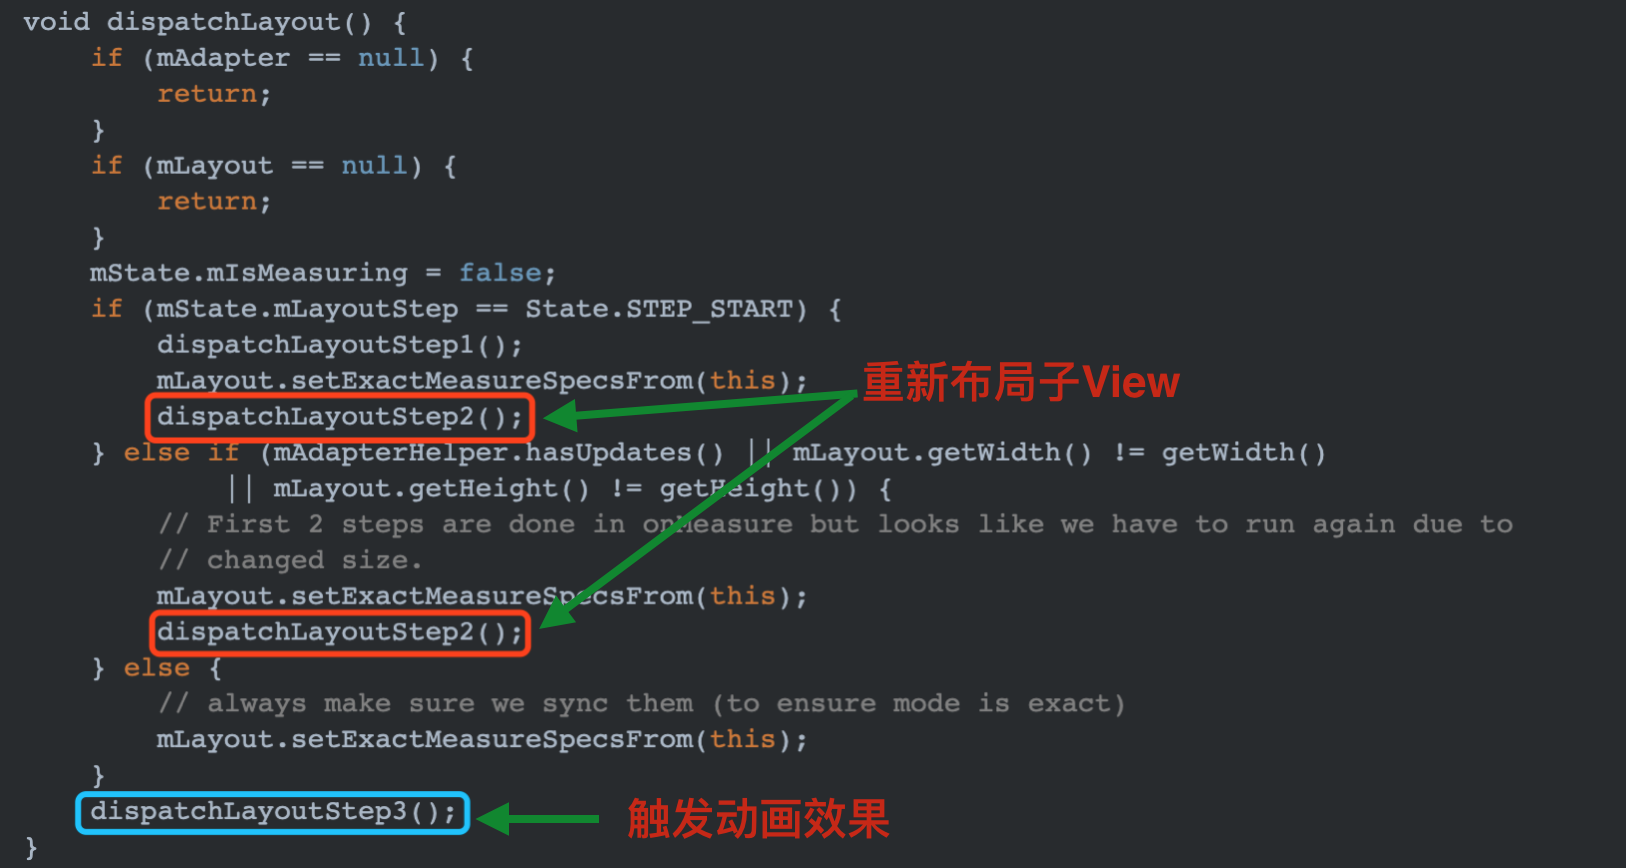 void dispatchLayout() {
if (mAdapter == null) {
return;
}
if (mLayout == null) {
return;
}
mState.mIsMeasuring = false;
if (mState.mLayoutStep == State.STEP_START) {
dispatchLayoutStep1();
mLayout.setExactMeasureSpecsFrom(this);
重新布局子View
dispatchLayoutStep2();
} else if (mAdapterHelper.hasUpdates() || mLayout.getWidth() != getWidth()
|| mLayout.getHeight() != getHeight()) {
// First 2 steps are done in onMeasure but looks like we have to run again due to
// changed size.
mLayout.setExactMeasureSpecsFrom(this);
dispatchLayoutStep2();
} else {
// always make sure we sync them (to ensure mode is exact)
mLayout.setExactMeasureSpecsFrom(this);
}
dispatchLayoutStep3();
触发动画效果
}